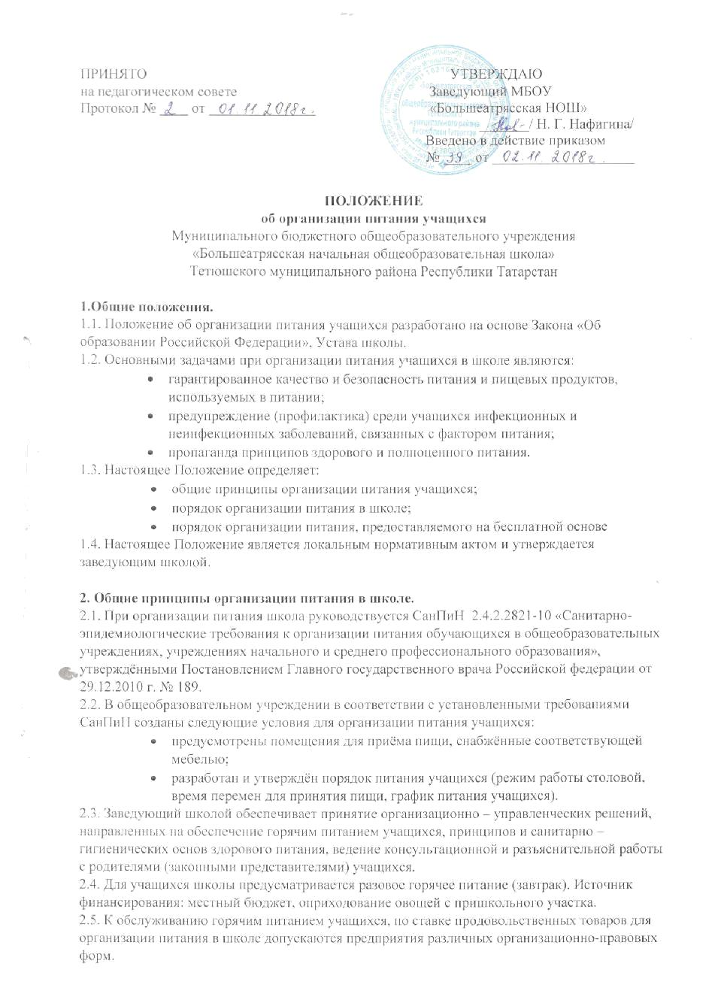 ПРИНЯТО
на педагогическом совете
Протокол № 2 от 01.11.2018г.
УТВЕРЖДАЮ
Заведующий МБОУ
«Большеатрясская НОШ»
/ Н. Г. Нафигина/
Введено в действие приказом
№ 39 от 02.11.2018г.
ПОЛОЖЕНИЕ
об организации питания учащихся
Муниципального бюджетного общеобразовательного учреждения
«Большеатрясская начальная общеобразовательная школа»
Тетюшского муниципального района Республики Татарстан
1.Общие положения.
1.1. Положение об организации питания учащихся разработано на основе Закона «Об
образовании Российской Федерации», Устава школы.
1.2. Основными задачами при организации питания учащихся в школе являются:
• гарантированное качество и безопасность питания и пищевых продуктов,
используемых в питании;
• предупреждение (профилактика) среди учащихся инфекционных и
неинфекционных заболеваний, связанных с фактором питания;
• пропаганда принципов здорового и полноценного питания.
1.3. Настоящее Положение определяет:
• общие принципы организации питания учащихся;
• порядок организации питания в школе;
• порядок организации питания, предоставляемого на бесплатной основе
1.4. Настоящее Положение является локальным нормативным актом и утверждается
заведующим школой.
2. Общие принципы организации питания в школе.
2.1. При организации питания школа руководствуется СанПиН 2.4.2.2821-10 «Санитарно-
эпидемиологические требования к организации питания обучающихся в общеобразовательных
учреждениях, учреждениях начального и среднего профессионального образования»,
утверждёнными Постановлением Главного государственного врача Российской федерации от
29.12.2010 г. № 189.
2.2. В общеобразовательном учреждении в соответствии с установленными требованиями
СанПиН созданы следующие условия для организации питания учащихся:
• предусмотрены помещения для приёма пищи, снабжённые соответствующей
мебелью;
• разработан и утверждён порядок питания учащихся (режим работы столовой,
время перемен для принятия пищи, график питания учащихся).
2.3. Заведующий школой обеспечивает принятие организационно – управленческих решений,
направленных на обеспечение горячим питанием учащихся, принципов и санитарно –
гигиенических основ здорового питания, ведение консультационной и разъяснительной работы
с родителями (законными представителями) учащихся.
2.4. Для учащихся школы предусматривается разовое горячее питание (завтрак). Источник
финансирования: местный бюджет, оприходование овощей с пришкольного участка.
2.5. К обслуживанию горячим питанием учащихся, по ставке продовольственных товаров для
организации питания в школе допускаются предприятия различных организационно-правовых
форм.